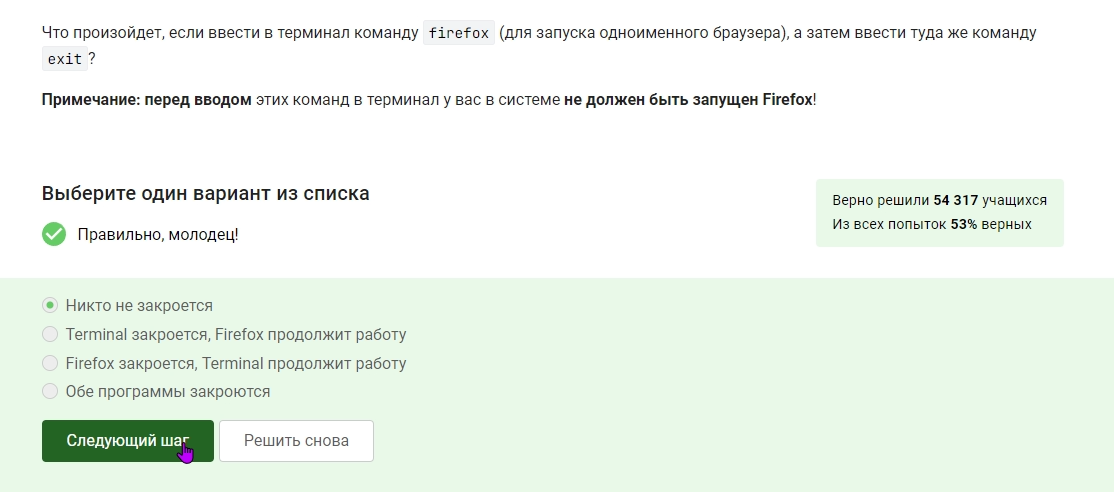 Что произойдет, если ввести в терминал команду firefox (для запуска одноименного браузера), а затем ввести туда же команду
exit ?
Примечание: перед вводом этих команд в терминал у вас в системе не должен быть запущен Firefox!
Выберите один вариант из списка
Правильно, молодец!
Верно решили 54 317 учащихся
Из всех попыток 53% верных
Никто не закроется
Terminal закроется, Firefox продолжит работу
Firefox закроется, Terminal продолжит работу
Обе программы закроются
Следующий шаг
Решить снова